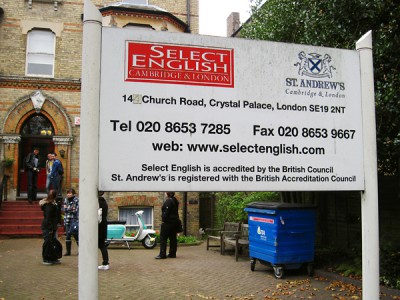 SELECT
ENGLISH
CAMBRIDGE & LONDON
ST. ANDREW'S
Cambridge & London
Church Road, Crystal Palace, London SE19 2NT
Tel 020 8653 7285 Fax 020 8653 9667
web: www.selectenglish.com
Select English is accredited by the British Council
St. Andrew's is registered with the British Accreditation Council